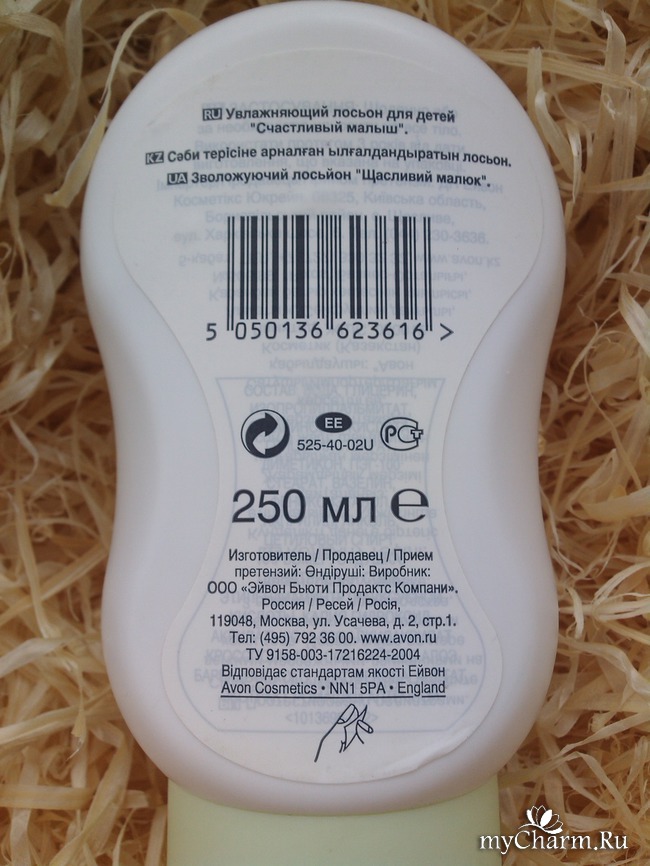 RU Увлажняющий лосьон для детей
"Счастливый малыш".
KZ Сәби терісіне арналған ылғалдандыратын лосьон.
UA Зволожуючий лосьйон "Щасливий малюк".
5 050136 623616 >
EE
525-40-02U
РСТ
250 мл ℮
Изготовитель / Продавец / Прием
претензий: Өндіруші: Виробник:
ООО «Эйвон Бьюти Продактс Компани».
Россия / Ресей / Росія,
119048, Москва, ул. Усачева, д. 2, стр.1.
Тел: (495) 792 36 00. www.avon.ru
ТУ 9158-003-17216224-2004
Відповідає стандартам якості Ейвон
Avon Cosmetics • NN1 5PA • England
myCharm.Ru